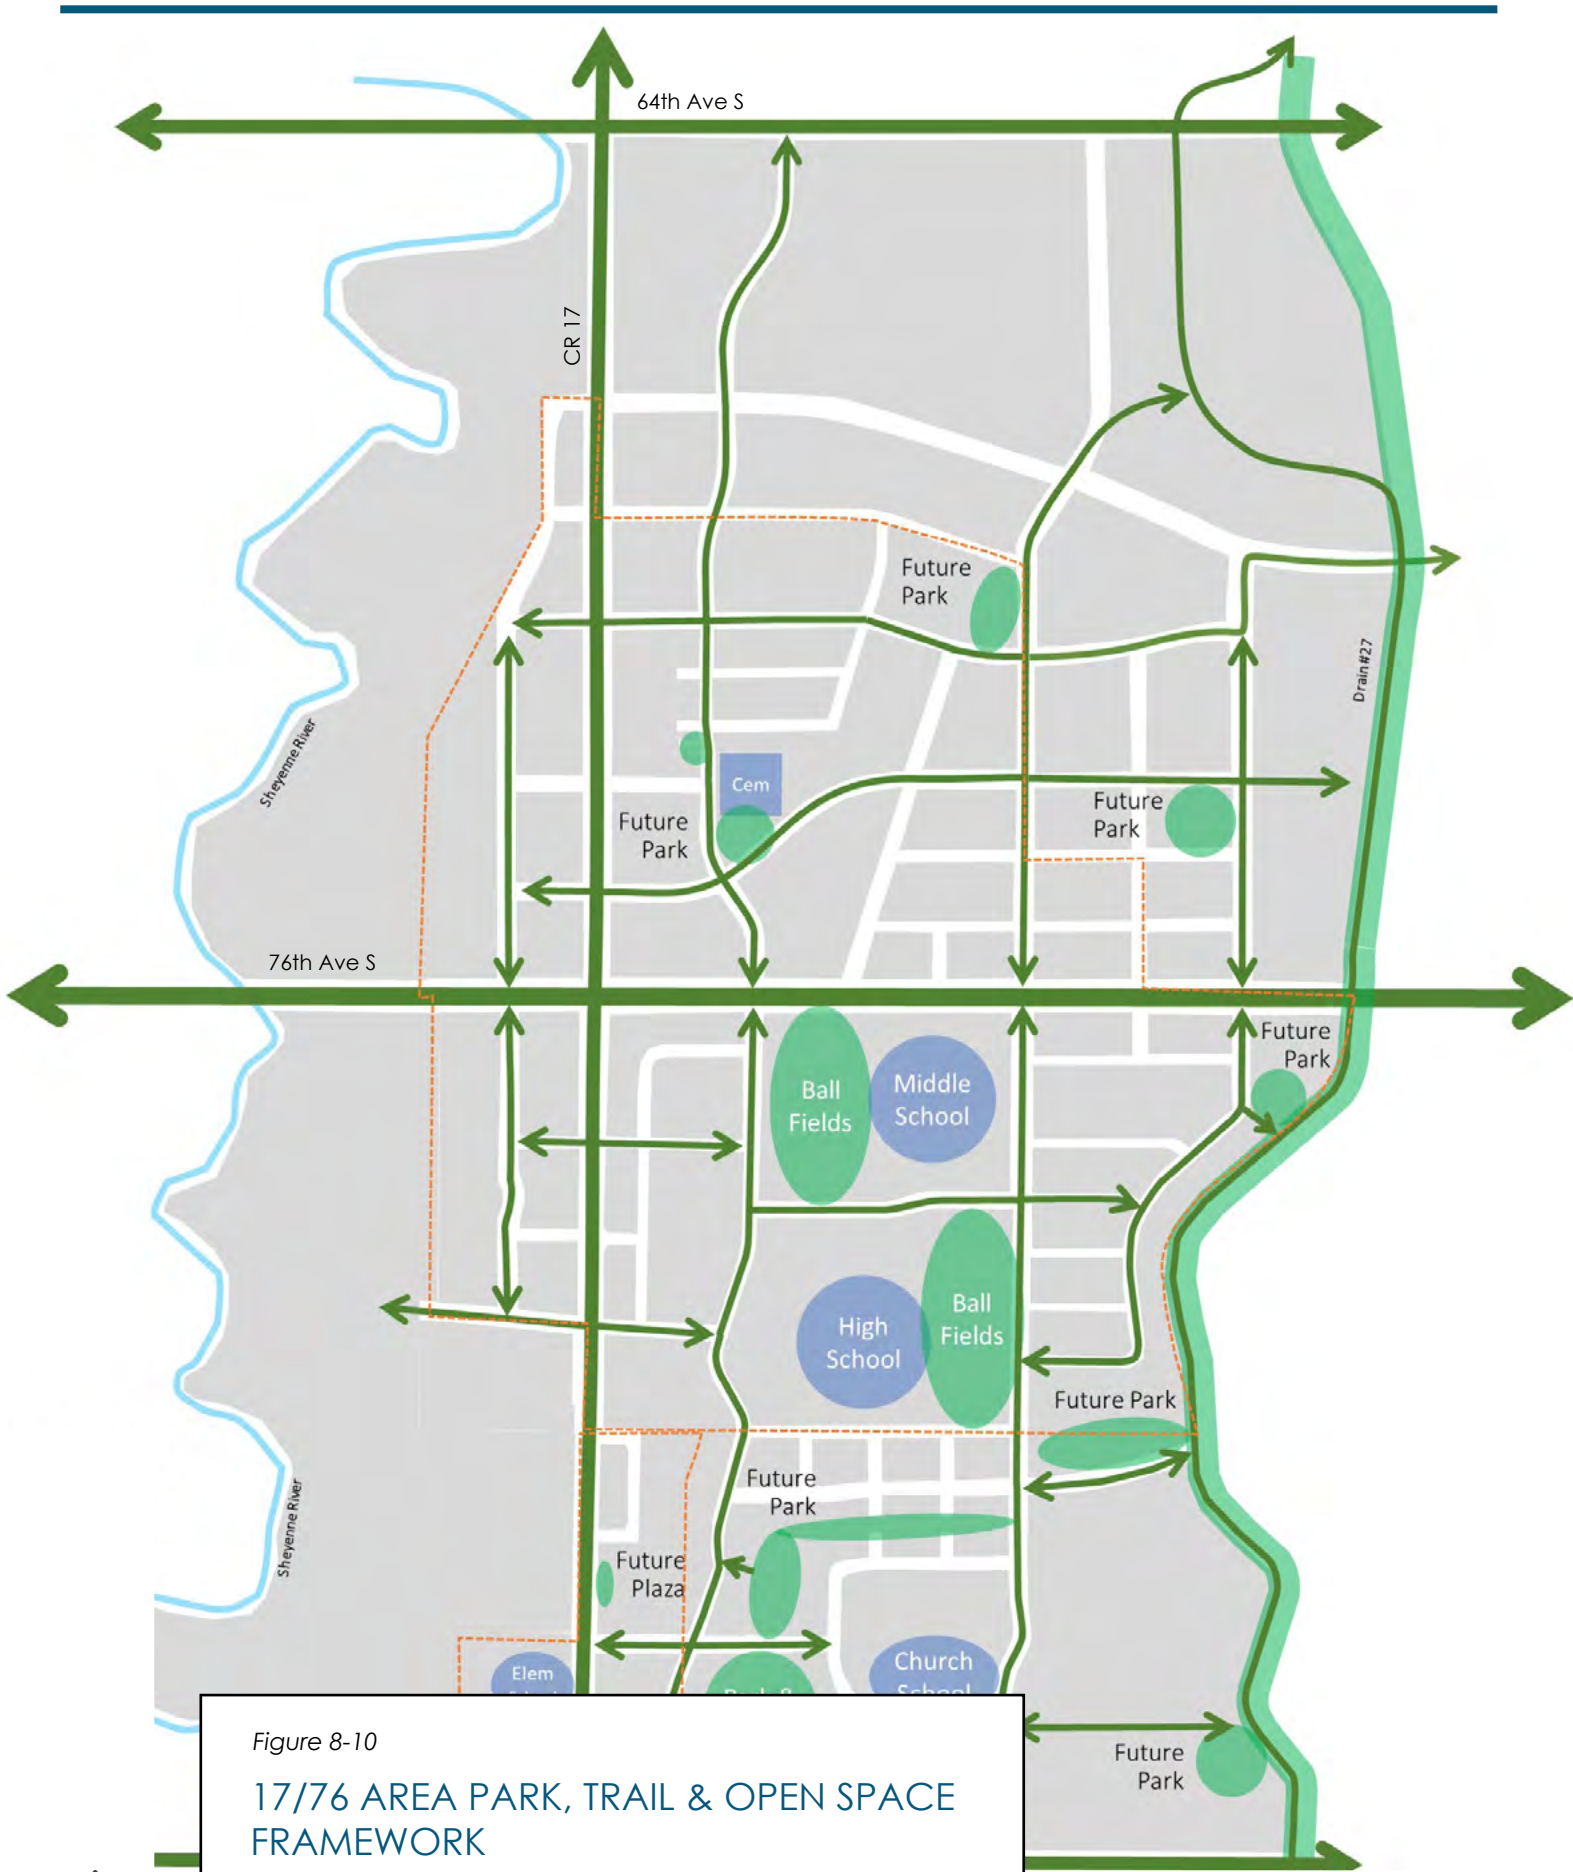 64th Ave S
CR 17
Future
Park
Drain#27
Sheyenne River
Cem
Future
Park
Future
Park
76th Ave S
Future
Park
Ball
Fields
Middle
School
Ball
Fields
High
School
Future Park
Future
Park
Sheyenne River
Future
Plaza
Church
School
Elem
Future
Park
Figure 8-10
17/76 AREA PARK, TRAIL & OPEN SPACE
FRAMEWORK